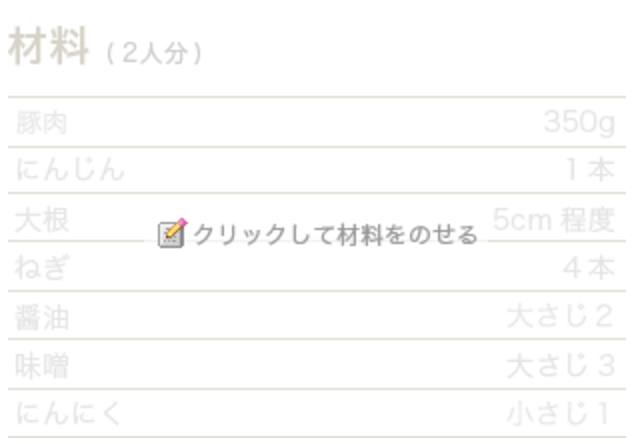 材料 (2人分)
豚肉 350g
にんじん 1本
大根 5cm 程度
クリックして材料をのせる
ねぎ 4本
醤油 大さじ2
味噌 大さじ3
にんにく 小さじ1